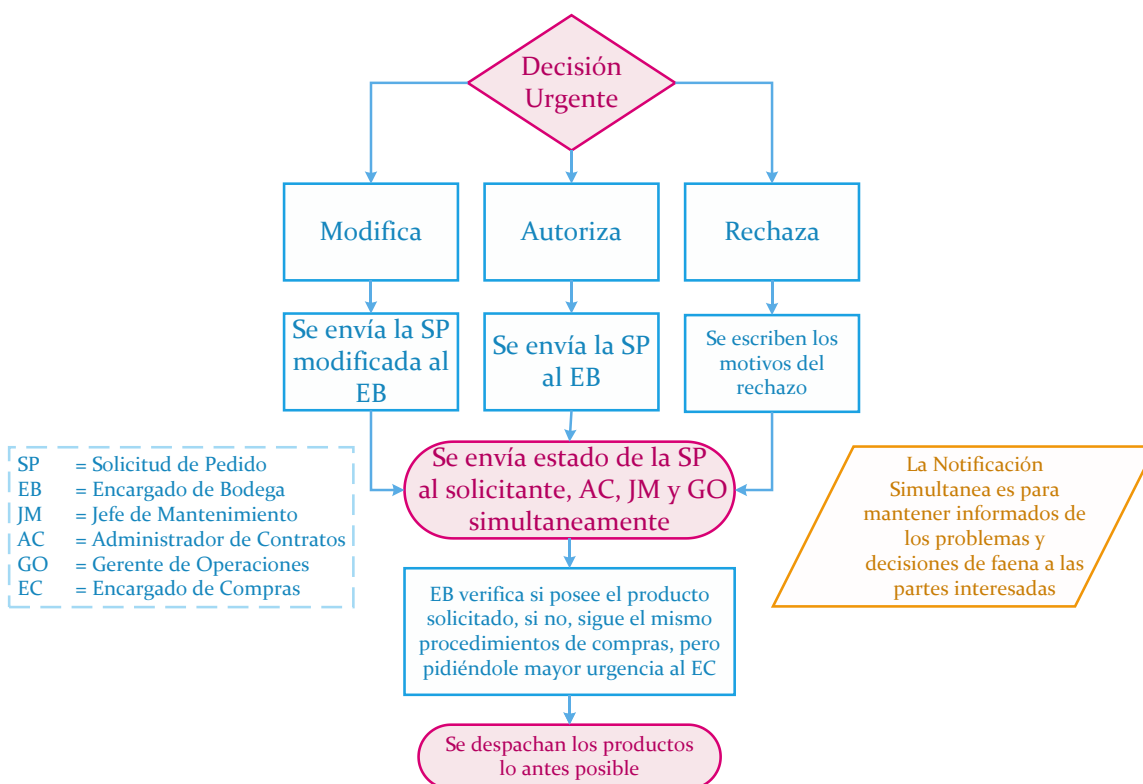 Decisión
Urgente
Modifica
Autoriza
Rechaza
Se envía la SP
modificada al
EB
Se envía la SP
al EB
Se escriben los
motivos del
rechazo
SP = Solicitud de Pedido
EB = Encargado de Bodega
JM = Jefe de Mantenimiento
AC = Administrador de Contratos
GO = Gerente de Operaciones
EC = Encargado de Compras
Se envía estado de la SP
al solicitante, AC, JM y GO
simultaneamente
La Notificación
Simultanea es para
mantener informados de
los problemas y
decisiones de faena a las
partes interesadas
EB verifica si posee el producto
solicitado, si no, sigue el mismo
procedimientos de compras, pero
pidiéndole mayor urgencia al EC
Se despachan los productos
lo antes posible